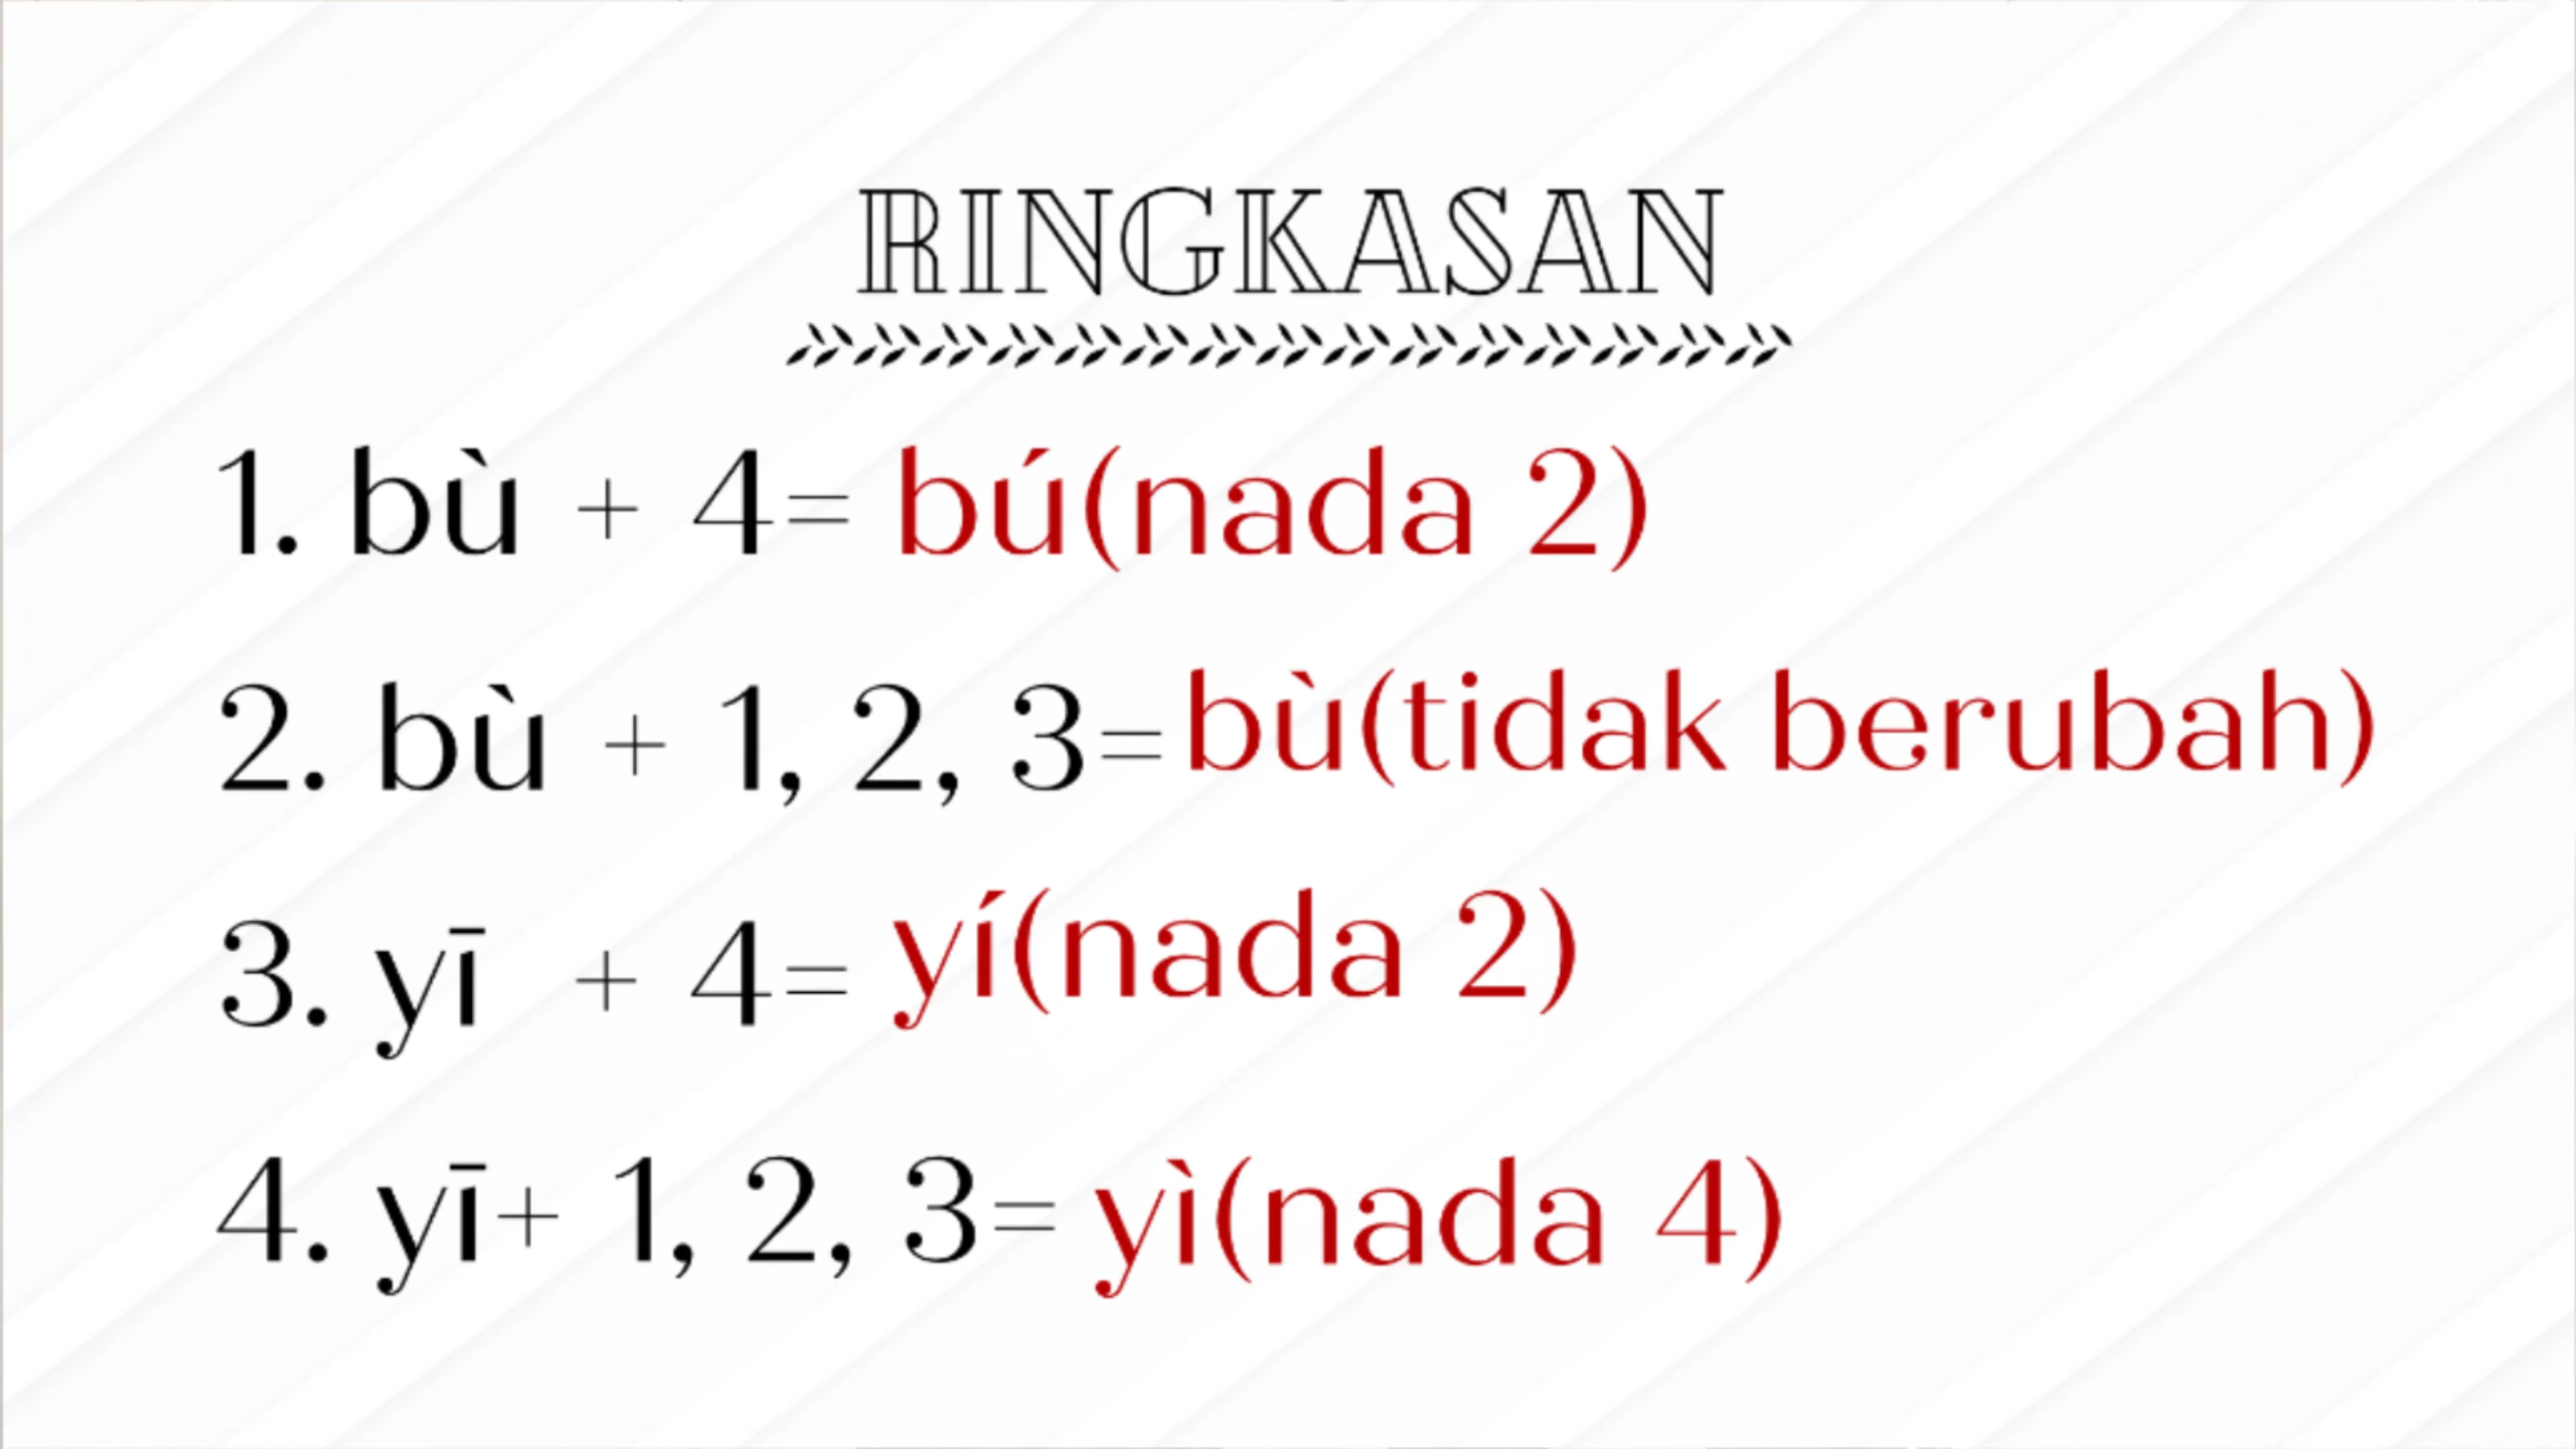 RINGKASAN
1. bù + 4= bú(nada 2)
2. bù + 1, 2, 3= bù(tidak berubah)
3. yī + 4= yí(nada 2)
4. yī+ 1, 2, 3= yì(nada 4)